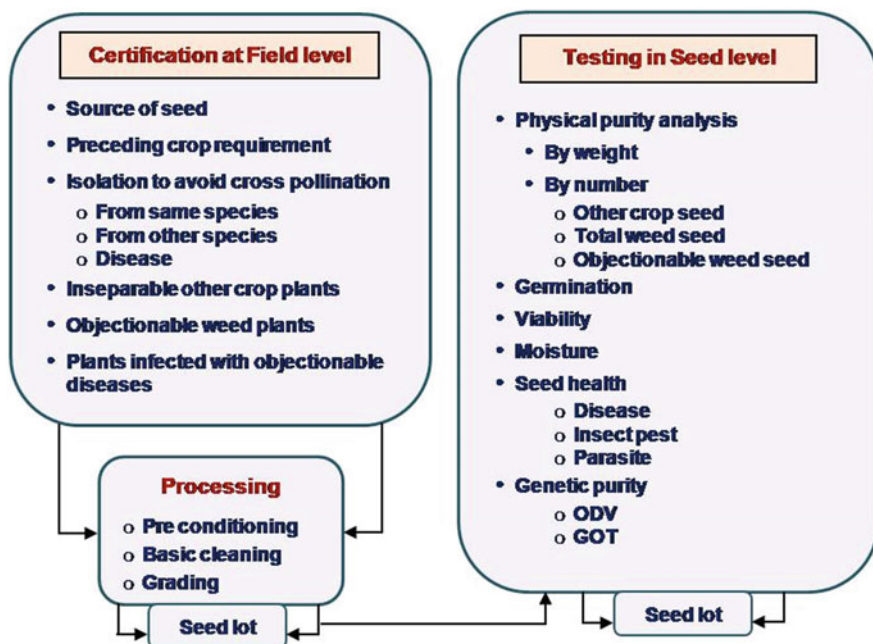 Certification at Field level
• Source of seed
• Preceding crop requirement
• Isolation to avoid cross pollination
o From same species
o From other species
o Disease
• Inseparable other crop plants
• Objectionable weed plants
• Plants infected with objectionable
diseases
Processing
o Pre conditioning
o Basic cleaning
o Grading
Seed lot
Testing in Seed level
• Physical purity analysis
• By weight
• By number
o Other crop seed
o Total weed seed
o Objectionable weed seed
• Germination
• Viability
• Moisture
• Seed health
o Disease
o Insect pest
o Parasite
• Genetic purity
o ODV
o GOT
Seed lot